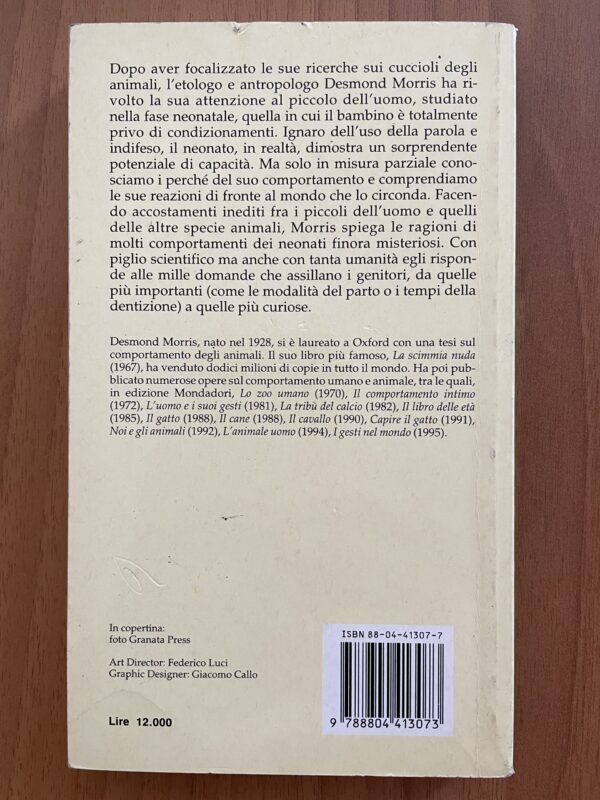 Dopo aver focalizzato le sue ricerche sui cuccioli degli
animali, l'etologo e antropologo Desmond Morris ha ri-
volto la sua attenzione al piccolo dell'uomo, studiato
nella fase neonatale, quella in cui il bambino è totalmente
privo di condizionamenti. Ignaro dell'uso della parola e
indifeso, il neonato, in realtà, dimostra un sorprendente
potenziale di capacità. Ma solo in misura parziale cono-
sciamo i perché del suo comportamento e comprendiamo
le sue reazioni di fronte al mondo che lo circonda. Facen-
do accostamenti inediti fra i piccoli dell'uomo e quelli
delle altre specie animali, Morris spiega le ragioni di
molti comportamenti dei neonati finora misteriosi. Con
piglio scientifico ma anche con tanta umanità egli rispon-
de alle mille domande che assillano i genitori, da quelle
più importanti (come le modalità del parto o i tempi della
dentizione) a quelle più curiose.
Desmond Morris, nato nel 1928, si è laureato a Oxford con una tesi sul
comportamento degli animali. Il suo libro più famoso, La scimmia nuda
(1967), ha venduto dodici milioni di copie in tutto il mondo. Ha poi pub-
blicato numerose opere sul comportamento umano e animale, tra le quali,
in edizione Mondadori, Lo zoo umano (1970), Il comportamento intimo
(1972), L'uomo e i suoi gesti (1981), La tribù del calcio (1982), Il libro delle età
(1985), Il gatto (1988), Il cane (1988), Il cavallo (1990), Capire il gatto (1991),
Noi e gli animali (1992), L'animale uomo (1994), I gesti nel mondo (1995).
In copertina:
foto Granata Press
Art Director: Federico Luci
Graphic Designer: Giacomo Callo
Lire 12.000
ISBN 88-04-41307-7
9 788804 413073